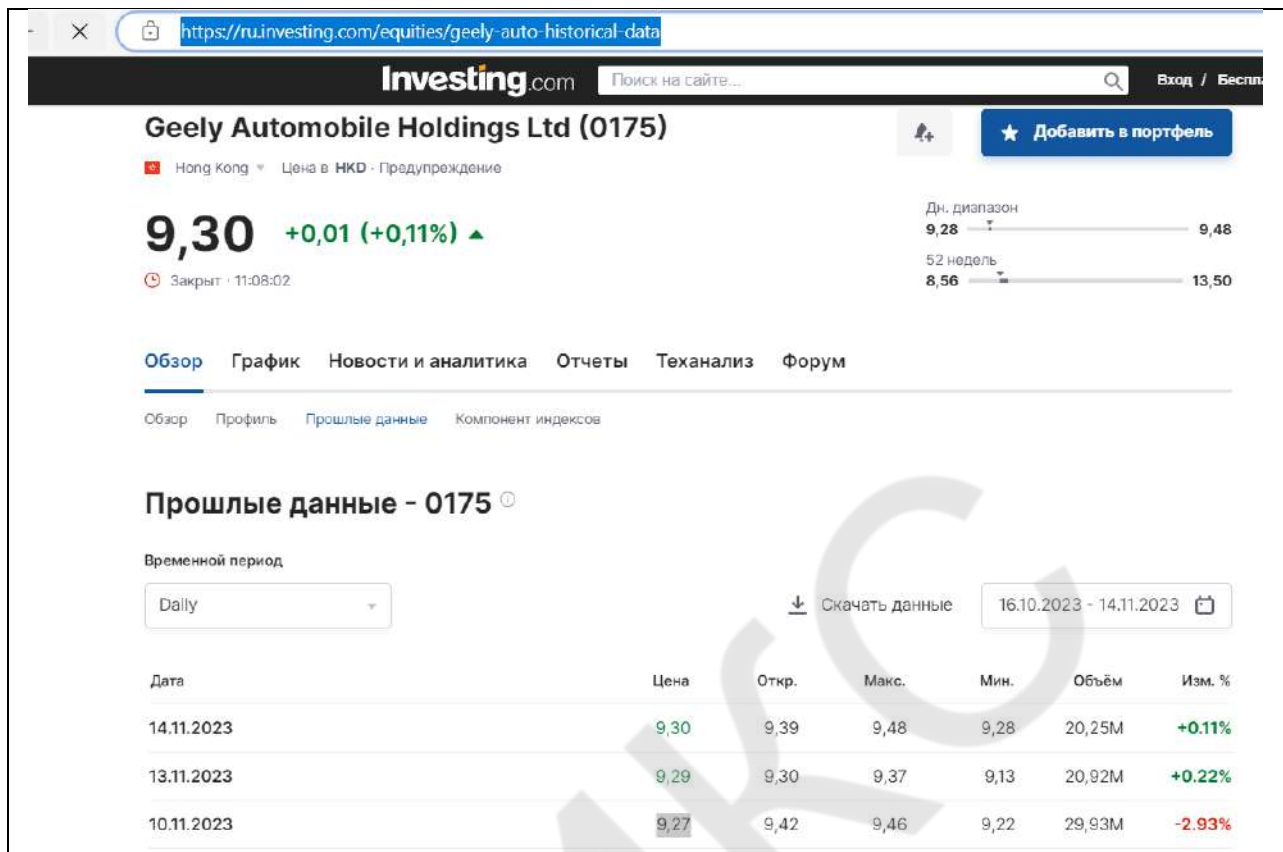 https://ru.investing.com/equities/geely-auto-historical-data
Investing.com Поиск на сайте... Вход /
Geely Automobile Holdings Ltd (0175) Добавить в портфель
Hong Kong Цена в HKD · Предупреждение
Дн. диапазон
9,30 +0,01 (+0,11%) 9,28 9,48
52 недель
Закрыт · 11:08:02 8,56 13,50
Обзор График Новости и аналитика Отчеты Теханализ Форум
Обзор Профиль Прошлые данные Компонент индексов
Прошлые данные - 0175
Временной период
Daily Скачать данные 16.10.2023 - 14.11.2023
Дата Цена Откр. Макс. Мин. Объём Изм. %
14.11.2023 9,30 9,39 9,48 9,28 20,25M +0.11%
13.11.2023 9,29 9,30 9,37 9,13 20,92M +0.22%
10.11.2023 9,27 9,42 9,46 9,22 29,93M -2.93%